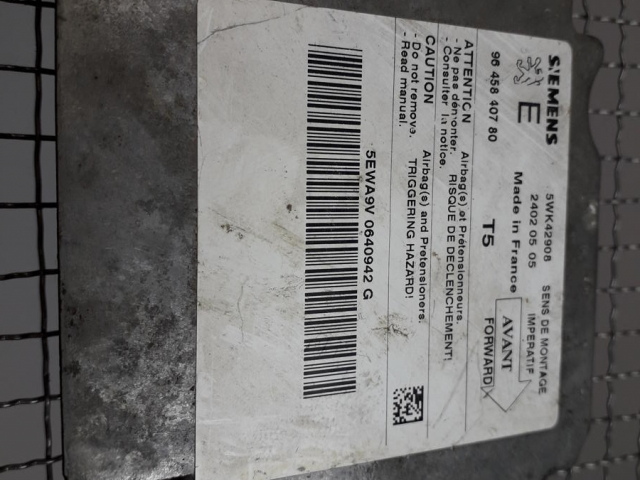 SIEMENS 5WK42908 SENS DE MONTAGE
2402 05 05 IMPERATIF
E Made in France AVANT
96 458 407 80 T5 FORWARD
ATTENTION Airbag(s) et Prétensionneurs.
- Ne pas démonter. RISQUE DE DECLENCHEMENT!
- Consulter la notice.
CAUTION Airbag(s) and Pretensioners.
- Do not remove. TRIGGERING HAZARD!
- Read manual.
5EWA9V 0640942 G